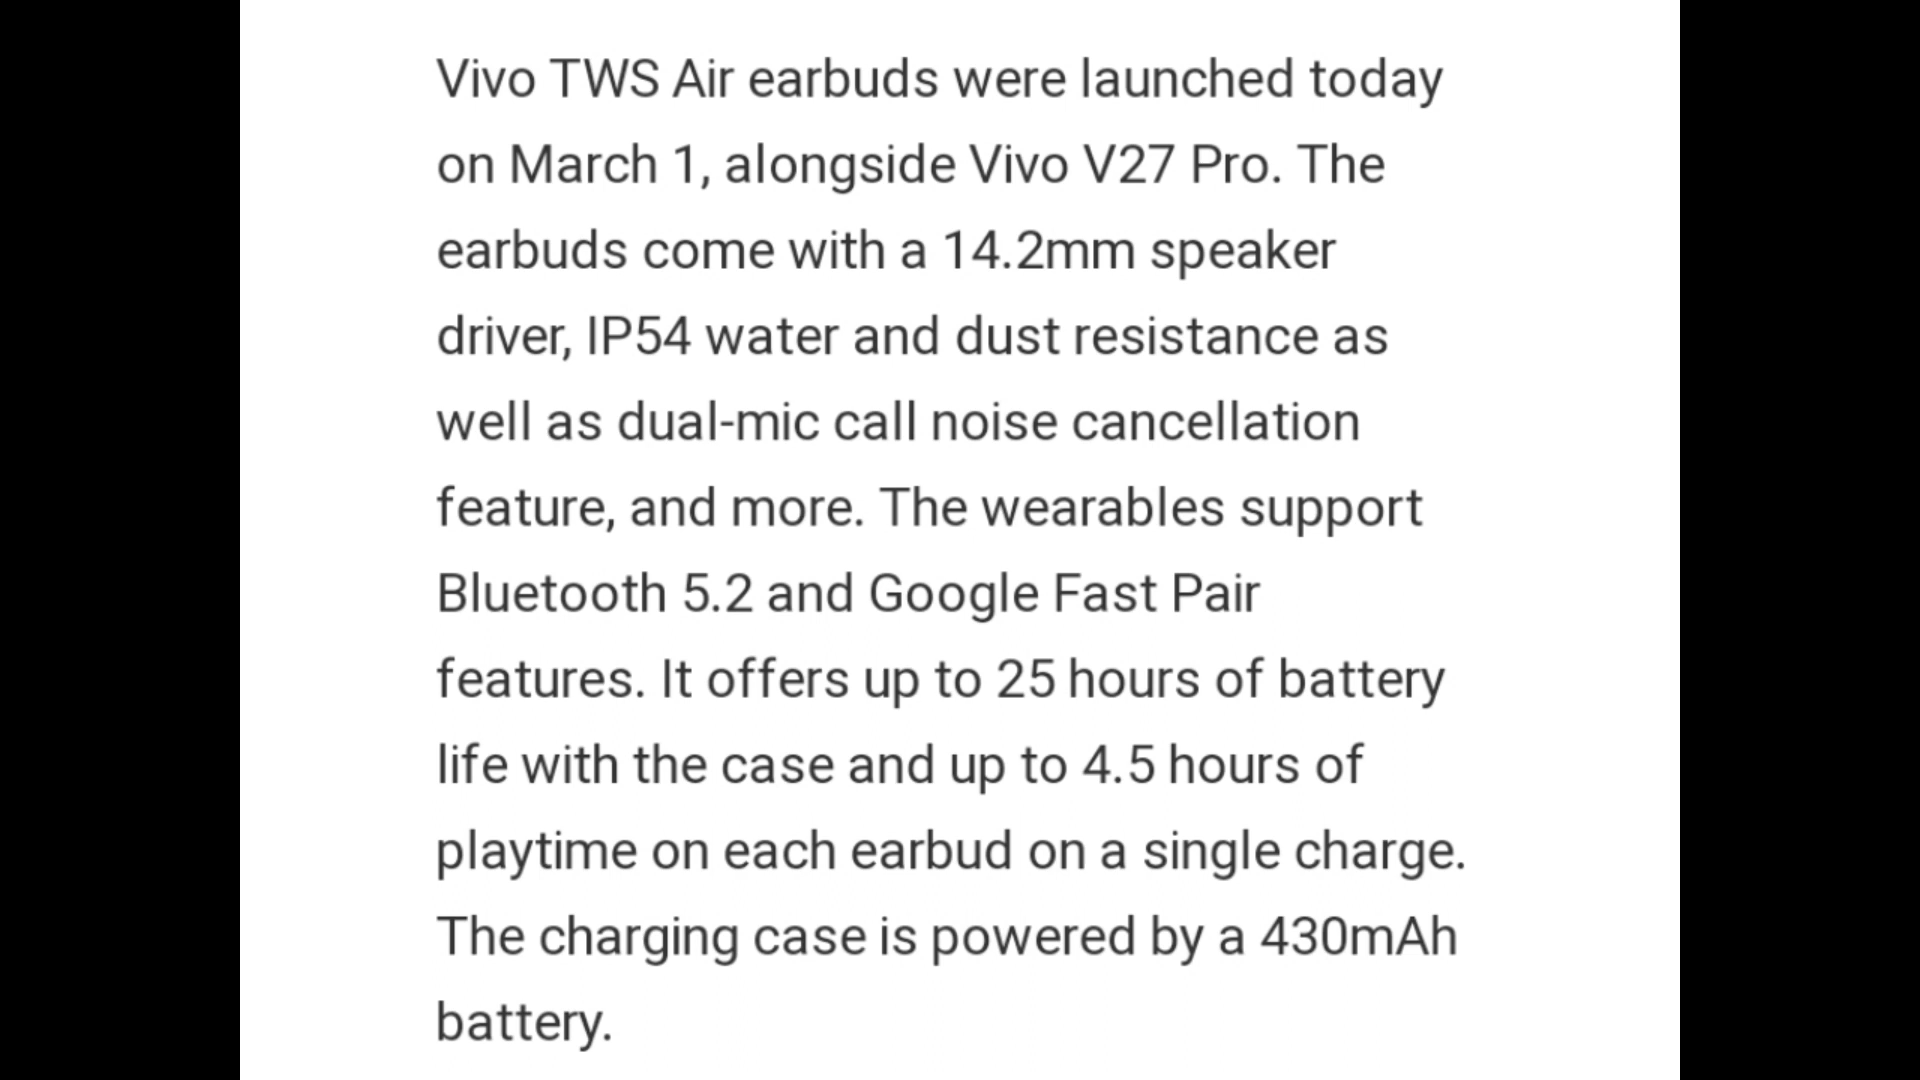 Vivo TWS Air earbuds were launched today
on March 1, alongside Vivo V27 Pro. The
earbuds come with a 14.2mm speaker
driver, IP54 water and dust resistance as
well as dual-mic call noise cancellation
feature, and more. The wearables support
Bluetooth 5.2 and Google Fast Pair
features. It offers up to 25 hours of battery
life with the case and up to 4.5 hours of
playtime on each earbud on a single charge.
The charging case is powered by a 430mAh
battery.